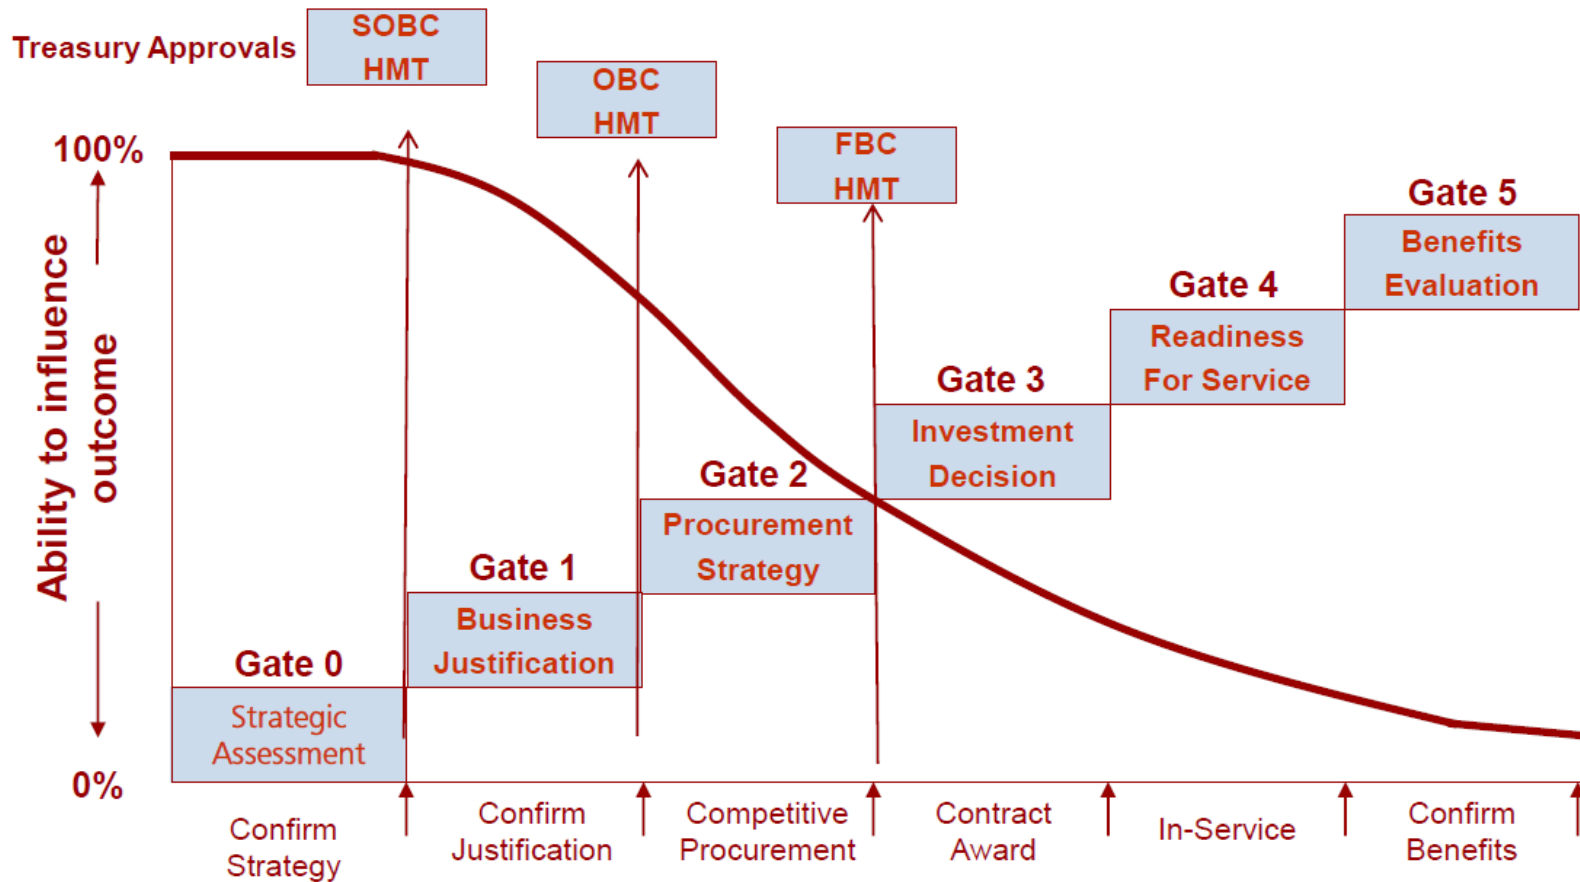 Treasury Approvals
SOBC
HMT
OBC
HMT
FBC
HMT
100%
Ability to influence
outcome
0%
Gate 0
Strategic
Assessment
Gate 1
Business
Justification
Gate 2
Procurement
Strategy
Gate 3
Investment
Decision
Gate 4
Readiness
For Service
Gate 5
Benefits
Evaluation
Confirm
Strategy
Confirm
Justification
Competitive
Procurement
Contract
Award
In-Service
Confirm
Benefits